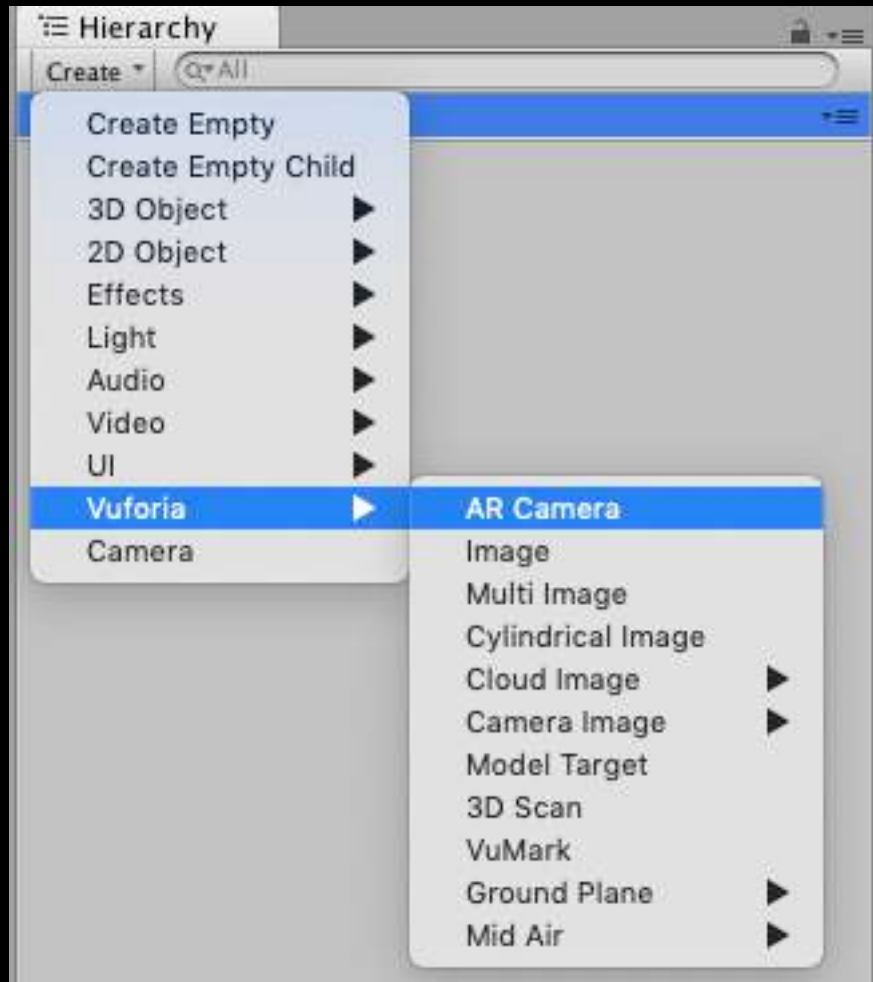 Hierarchy
Create
All
Create Empty
Create Empty Child
3D Object
2D Object
Effects
Light
Audio
Video
UI
Vuforia
Camera
AR Camera
Image
Multi Image
Cylindrical Image
Cloud Image
Camera Image
Model Target
3D Scan
VuMark
Ground Plane
Mid Air